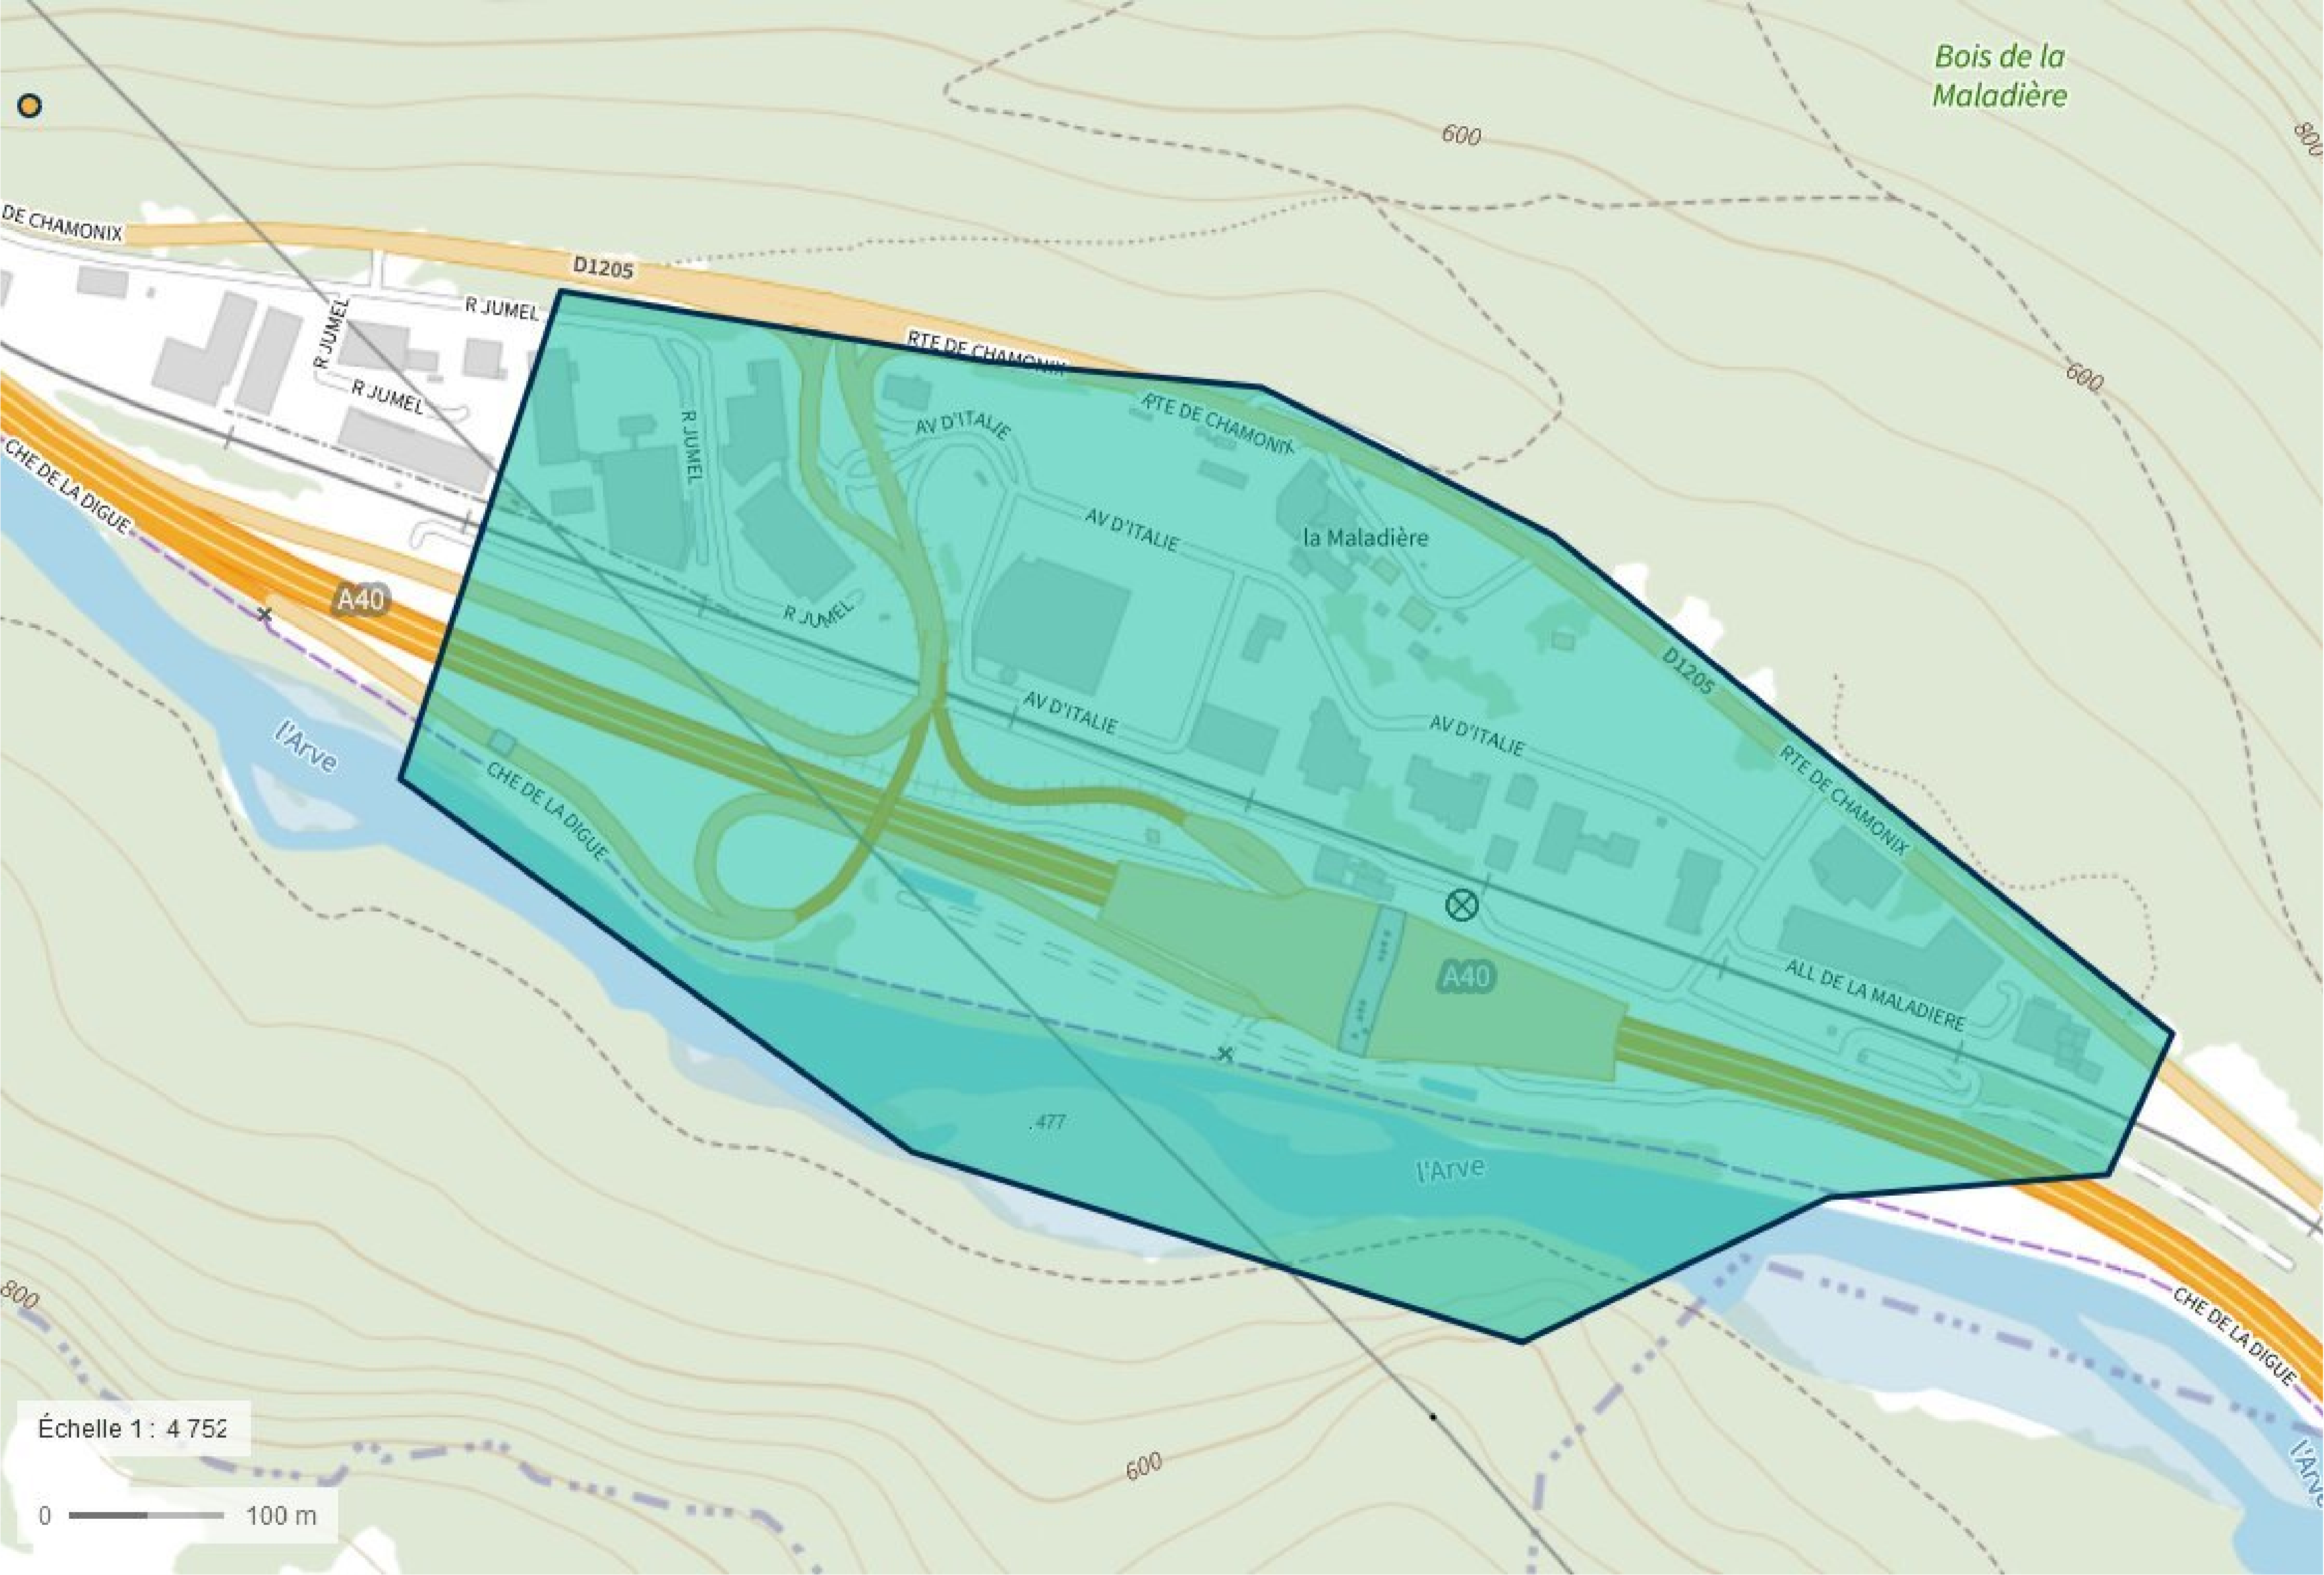 Bois de la
Maladière
600
800
DE CHAMONIX
D1205
R JUMEL
R JUMEL
RTE DE CHAMONIX
600
R JUMEL
RTE DE CHAMONIX
AV D'ITALIE
R JUMEL
CHE DE LA DIGUE
AV D'ITALIE
la Maladière
A40
R JUMEL
D1205
AV D'ITALIE
AV D'ITALIE
l'Arve
RTE DE CHAMONIX
CHE DE LA DIGUE
A40
ALL DE LA MALADIERE
.477
l'Arve
800
CHE DE LA DIGUE
Échelle 1 : 4 752
600
l'Arve
0 100 m